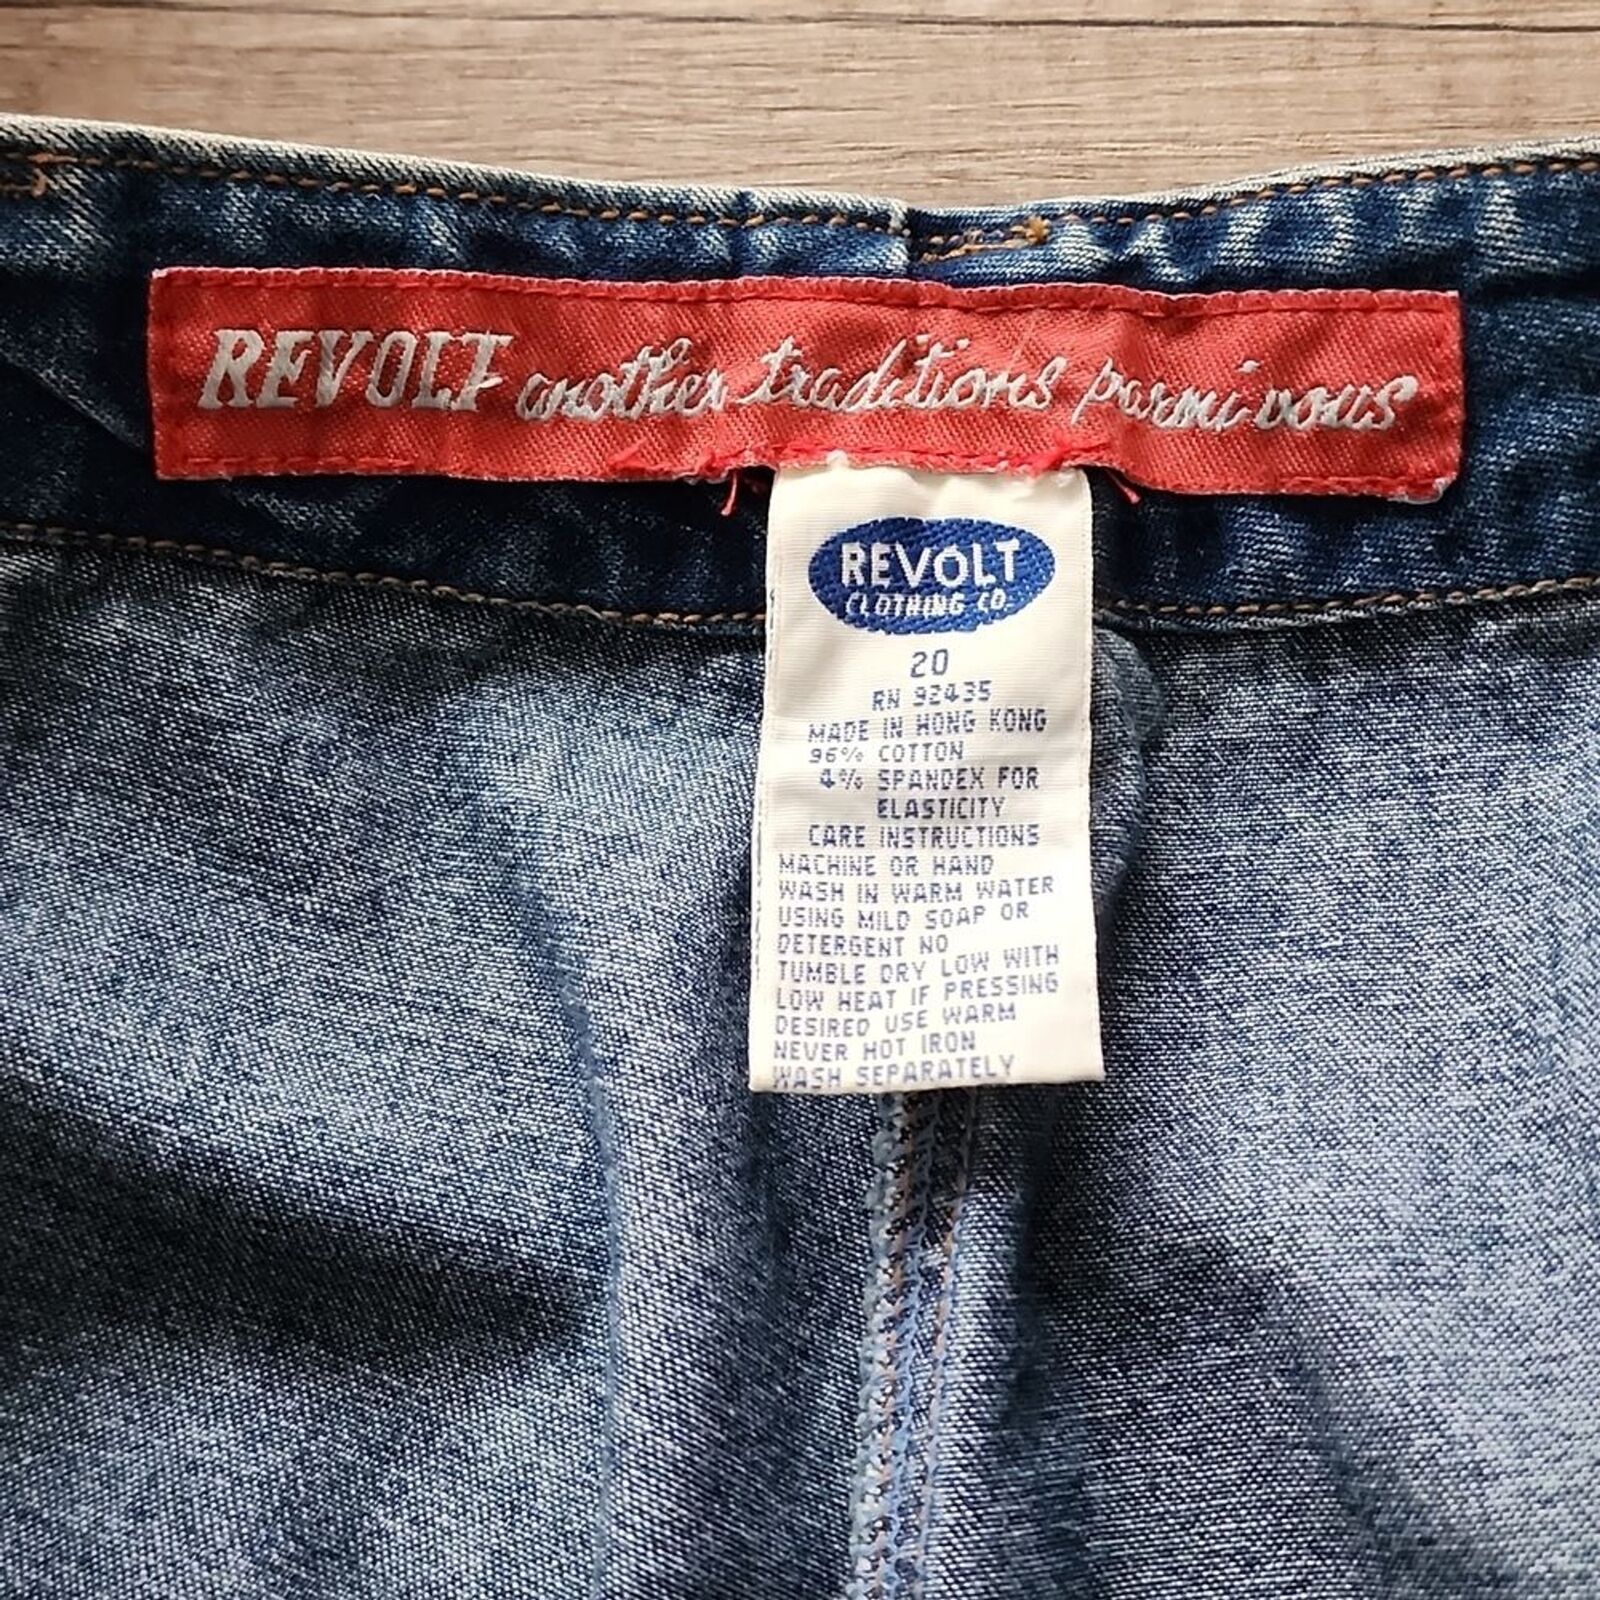 REVOLT another traditions parmi vous
REVOLT
CLOTHING CO.
20
RN 92435
MADE IN HONG KONG
96% COTTON
4% SPANDEX FOR
ELASTICITY
CARE INSTRUCTIONS
MACHINE OR HAND
WASH IN WARM WATER
USING MILD SOAP OR
DETERGENT NO
TUMBLE DRY LOW WITH
LOW HEAT IF PRESSING
DESIRED USE WARM
NEVER HOT IRON
WASH SEPARATELY